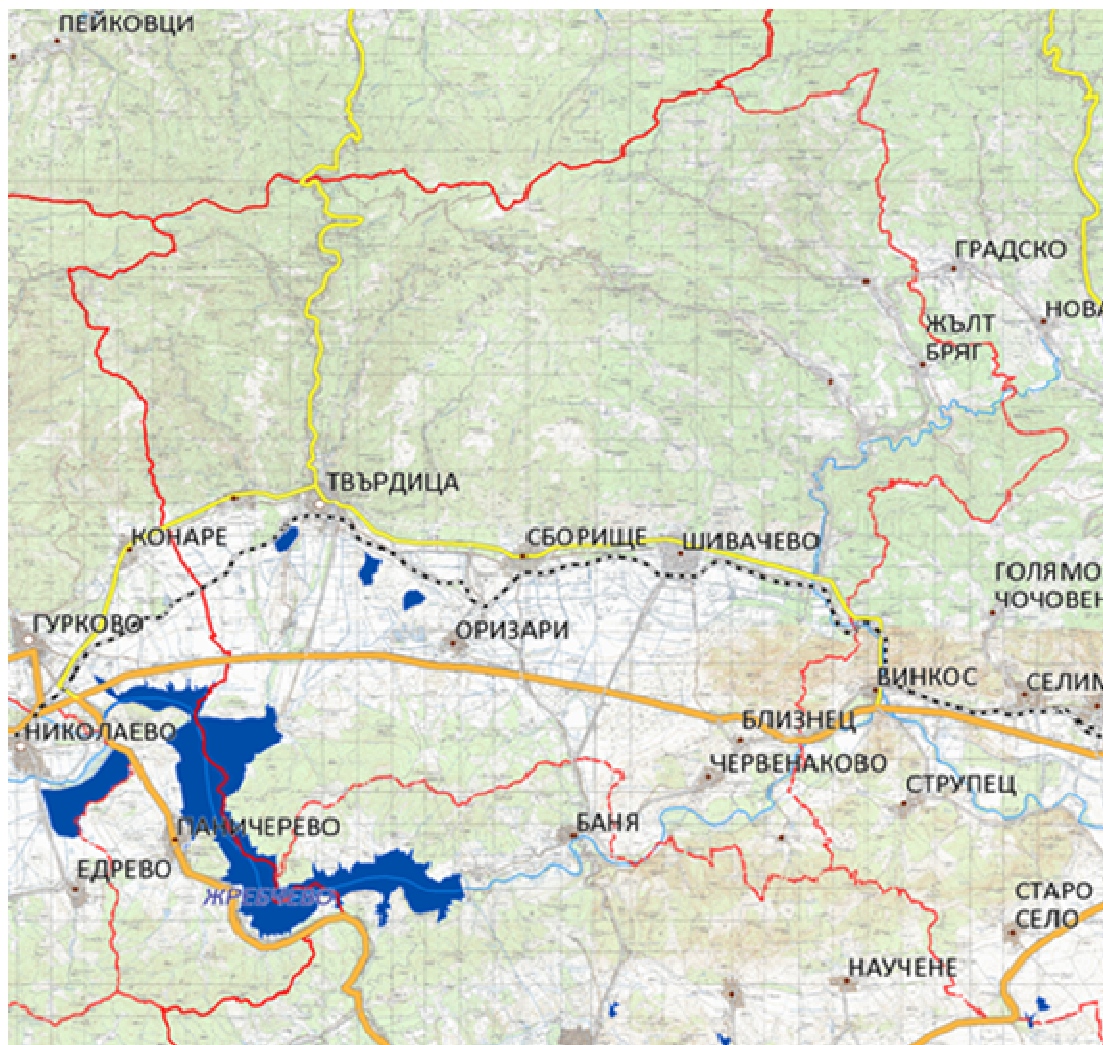 ПЕЙКОВЦИ
ГРАДСКО
НОВА
ЖЪЛТ
БРЯГ
ТВЪРДИЦА
КОНАРЕ
СБОРИЩЕ
ШИВАЧЕВО
ГОЛЯМО
ЧОЧОВЕН
ГУРКОВО
ОРИЗАРИ
ВИНКОС
СЕЛИМ
НИКОЛАЕВО
БЛИЗНЕЦ
ЧЕРВЕНАКОВО
СТРУПЕЦ
ПАНИЧЕРЕВО
БАНЯ
ЕДРЕВО
ЖРЕБЧЕВО
СТАРО
СЕЛО
НАУЧЕНЕ